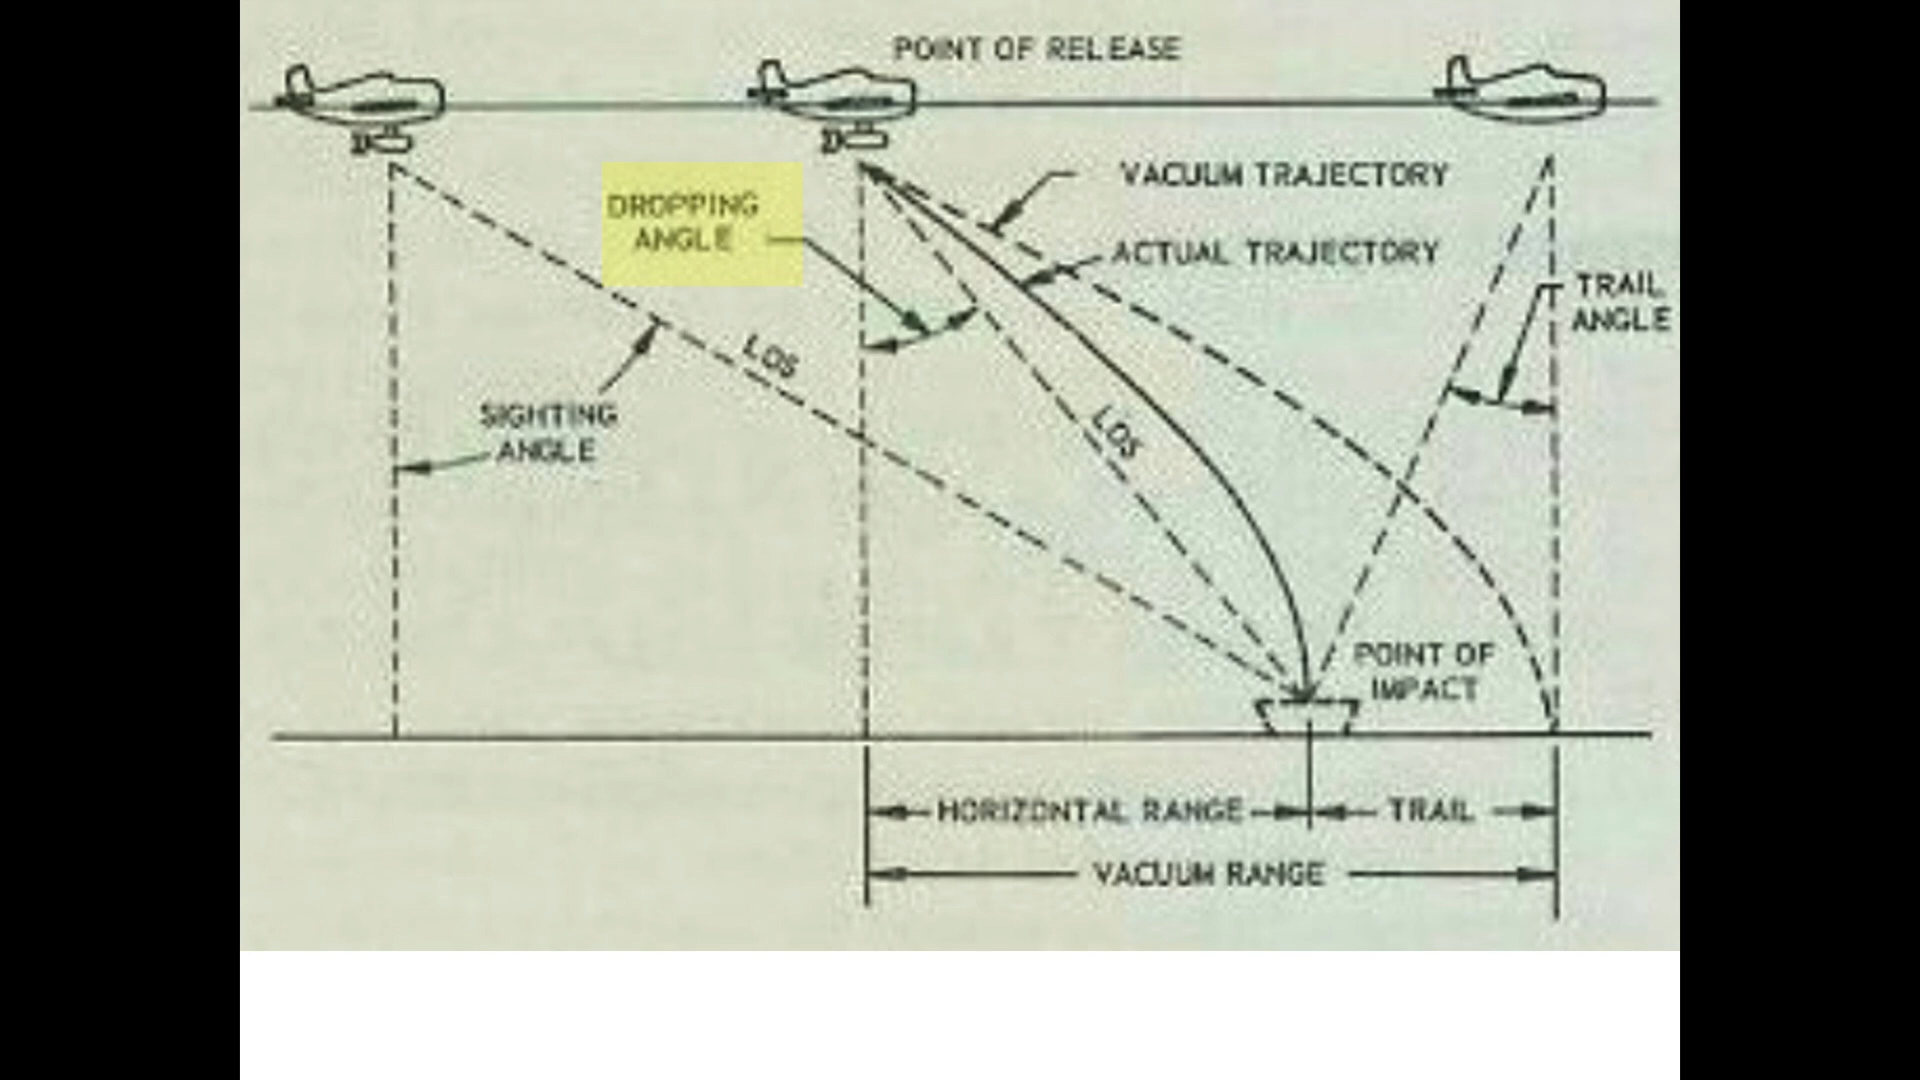 POINT OF RELEASE
VACUUM TRAJECTORY
DROPPING
ANGLE
ACTUAL TRAJECTORY
TRAIL
ANGLE
LOS
SIGHTING
ANGLE
LOS
POINT OF
IMPACT
HORIZONTAL RANGE
TRAIL
VACUUM RANGE